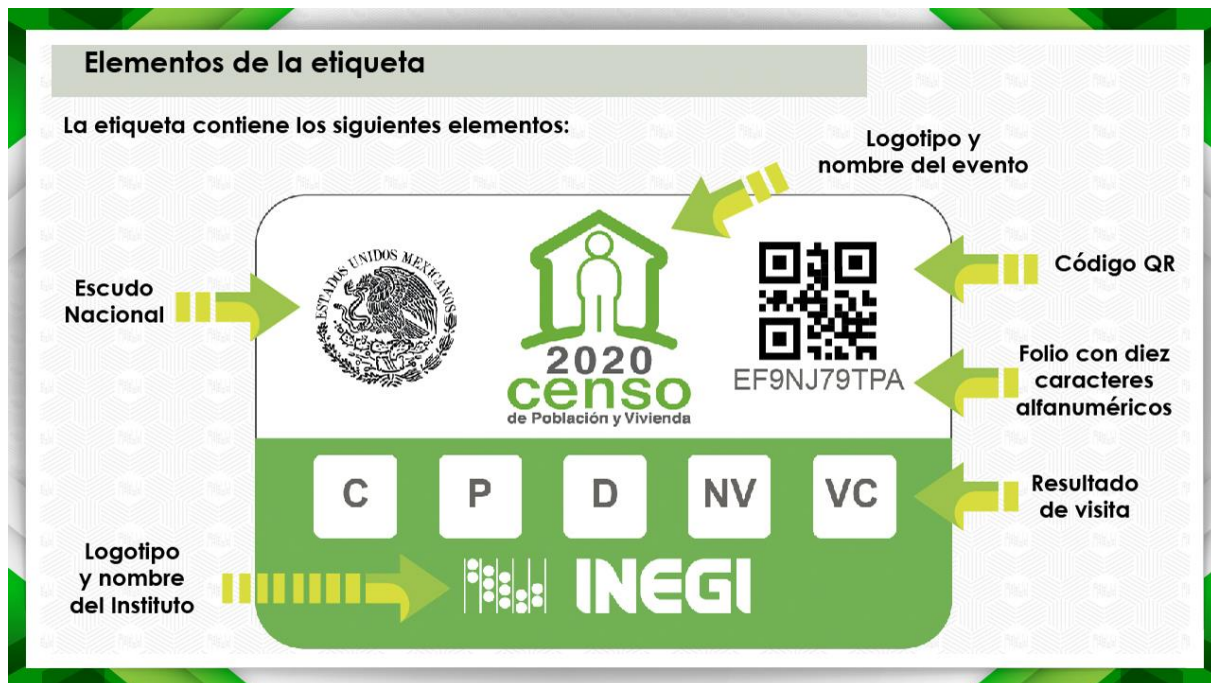 Elementos de la etiqueta
La etiqueta contiene los siguientes elementos:
Logotipo y
nombre del evento
Escudo
Nacional
ESTADOS UNIDOS MEXICANOS
2020
censo
de Población y Vivienda
Código QR
EF9NJ79TPA
Folio con diez
caracteres
alfanuméricos
C P D NV VC
Resultado
de visita
Logotipo
y nombre
del Instituto
INEGI